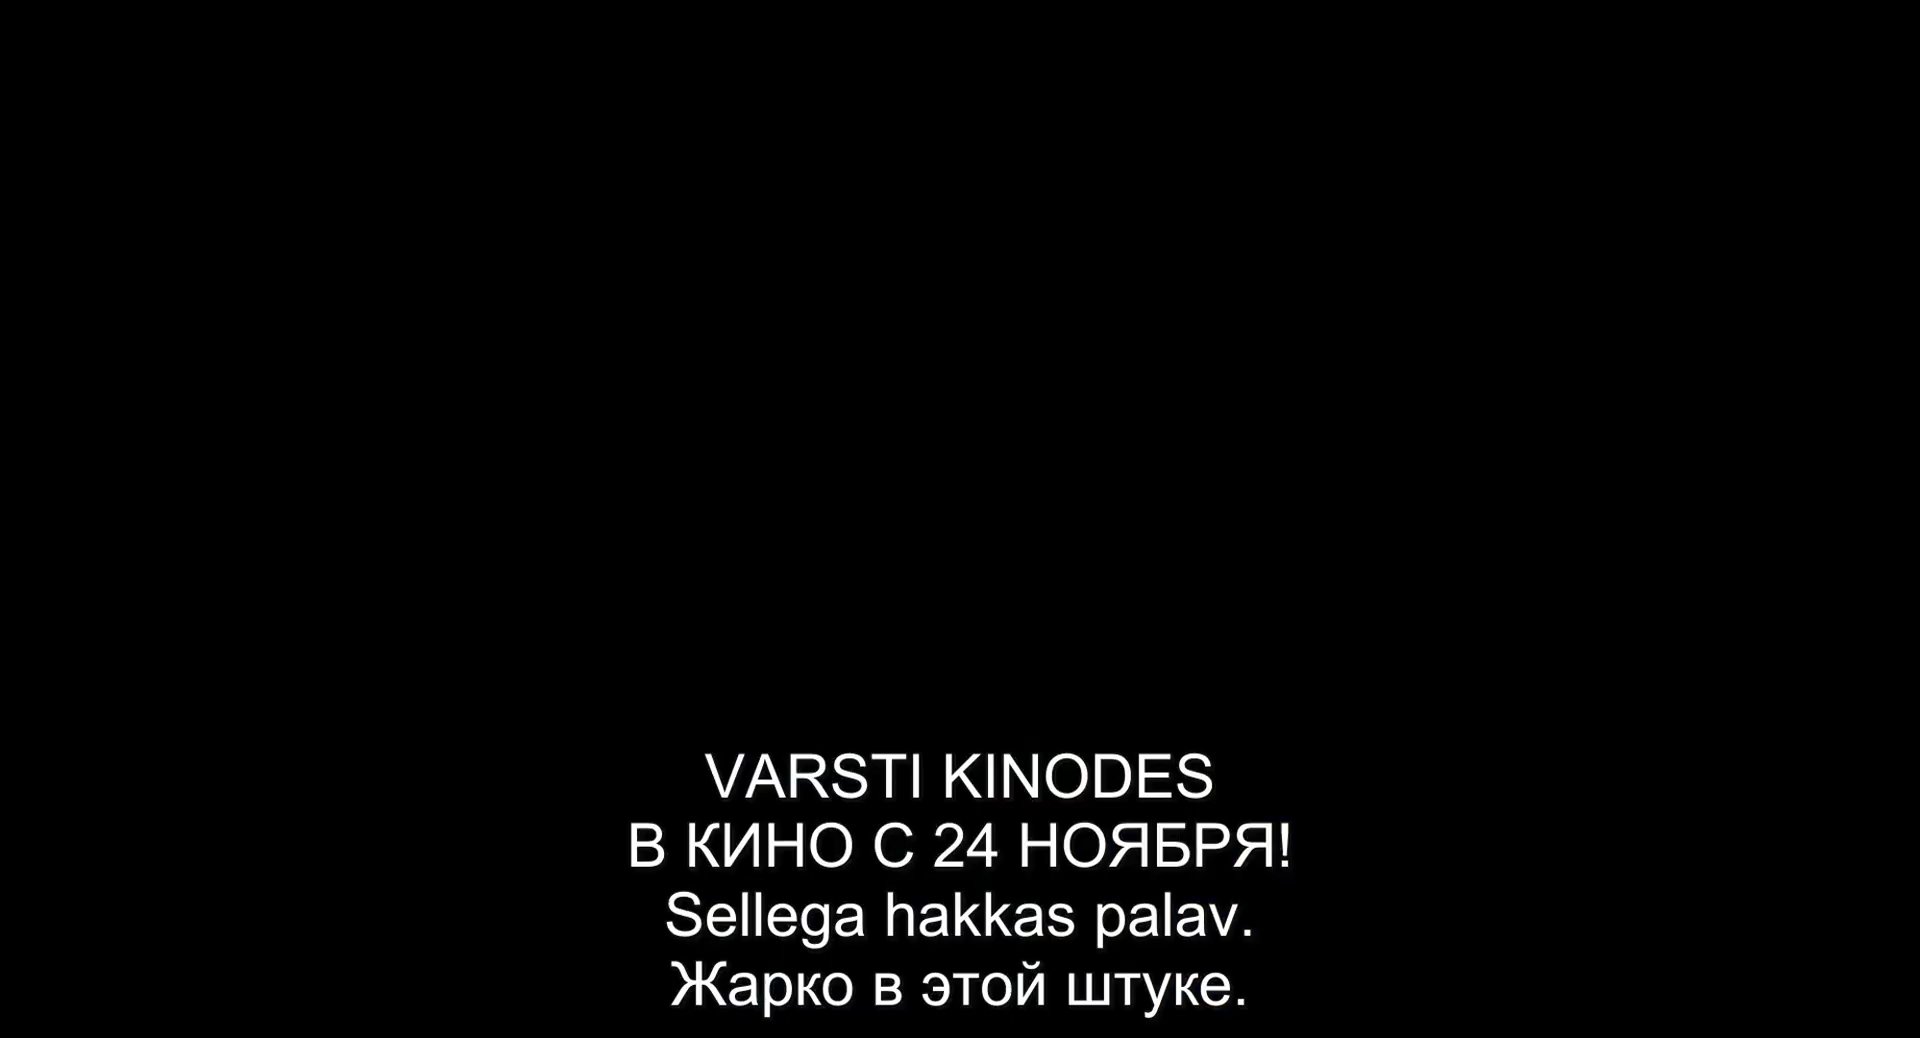 VARSTI KINODES
В КИНО С 24 НОЯБРЯ!
Sellega hakkas palav.
Жарко в этой штуке.